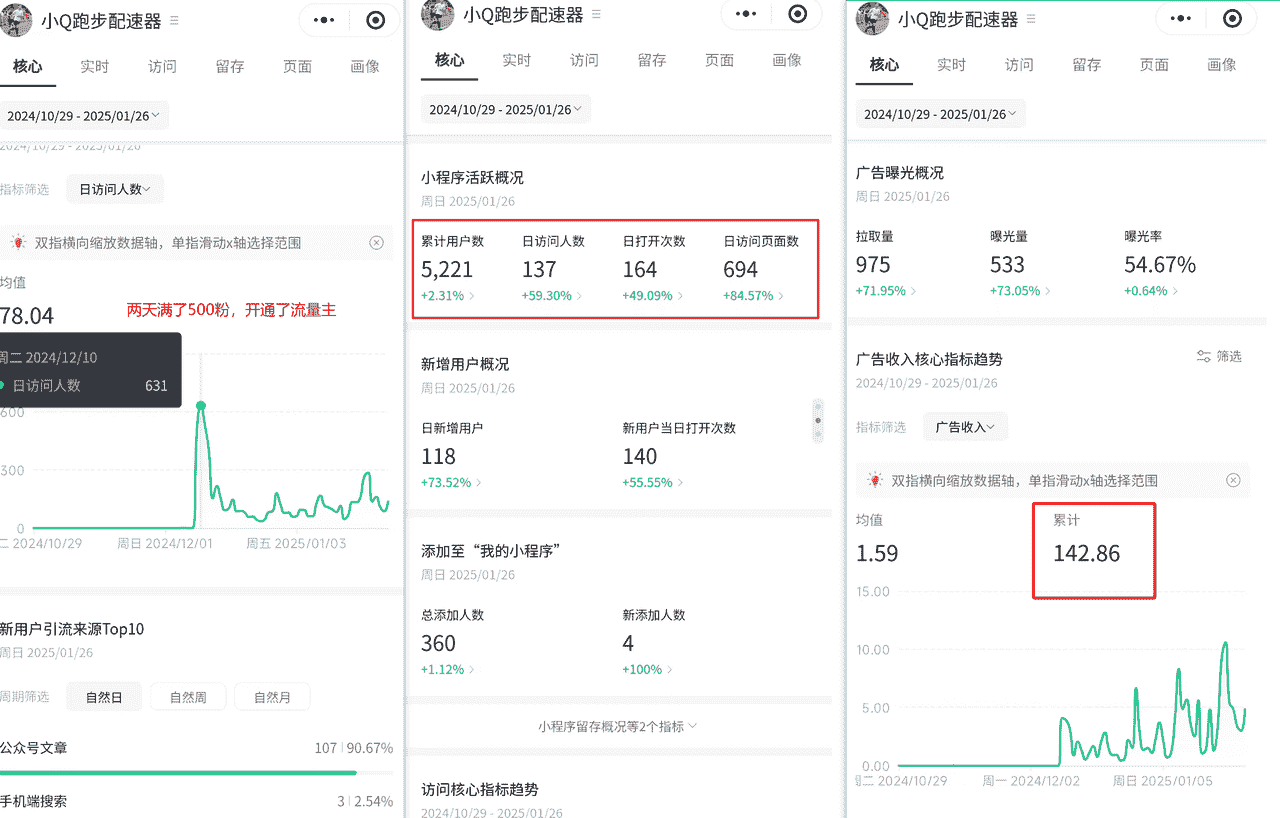 小Q跑步配速器
核心 实时 访问 留存 页面 画像
2024/10/29 - 2025/01/26
2024/10/29 - 2025/01/26
指标筛选 日访问人数
双指横向缩放数据轴，单指滑动x轴选择范围
均值
78.04
两天满了500粉，开通了流量主
周二 2024/12/10
日访问人数 631
600
300
0
二 2024/10/29 周日 2024/12/01 周五 2025/01/03
新用户引流来源Top10
周日 2025/01/26
周期筛选 自然日 自然周 自然月
公众号文章 107 | 90.67%
手机端搜索 3 | 2.54%
小Q跑步配速器
核心 实时 访问 留存 页面 画像
2024/10/29 - 2025/01/26
小程序活跃概况
周日 2025/01/26
累计用户数 日访问人数 日打开次数 日访问页面数
5,221 137 164 694
+2.31% +59.30% +49.09% +84.57%
新增用户概况
周日 2025/01/26
日新增用户 新用户当日打开次数
118 140
+73.52% +55.55%
添加至“我的小程序”
周日 2025/01/26
总添加人数 新添加人数
360 4
+1.12% +100%
小程序留存概况等2个指标
访问核心指标趋势
2024/10/29 - 2025/01/26
小Q跑步配速器
核心 实时 访问 留存 页面 画像
2024/10/29 - 2025/01/26
广告曝光概况
周日 2025/01/26
拉取量 曝光量 曝光率
975 533 54.67%
+71.95% +73.05% +0.64%
广告收入核心指标趋势 筛选
2024/10/29 - 2025/01/26
指标筛选 广告收入
双指横向缩放数据轴，单指滑动x轴选择范围
均值 累计
1.59 142.86
15.00
10.00
5.00
0.00
周二 2024/10/29 周一 2024/12/02 周日 2025/01/05